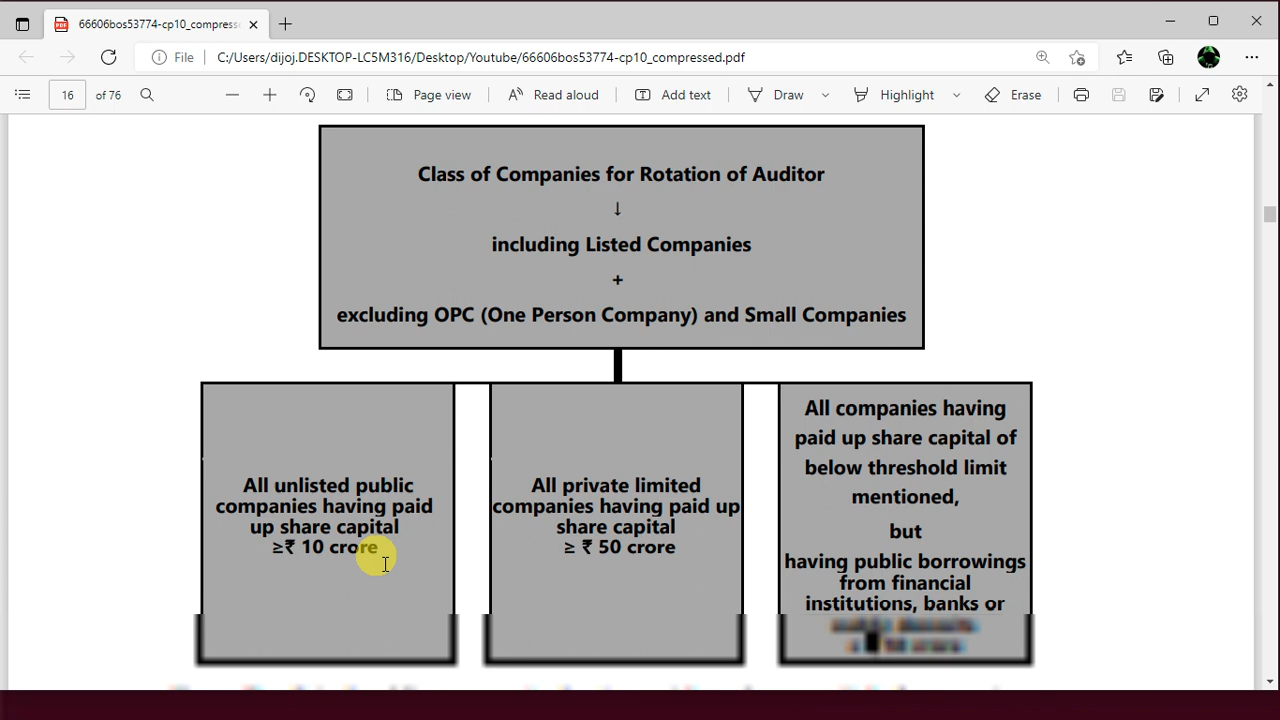 66606bos53774-cp10_compress
File
C:/Users/dijoj.DESKTOP-LC5M316/Desktop/Youtube/66606bos53774-cp10_compressed.pdf
16 of 76
Page view
Read aloud
Add text
Draw
Highlight
Erase
Class of Companies for Rotation of Auditor
↓
including Listed Companies
+
excluding OPC (One Person Company) and Small Companies
All unlisted public
companies having paid
up share capital
≥₹ 10 crore
All private limited
companies having paid up
share capital
≥ ₹ 50 crore
All companies having
paid up share capital of
below threshold limit
mentioned,
but
having public borrowings
from financial
institutions, banks or